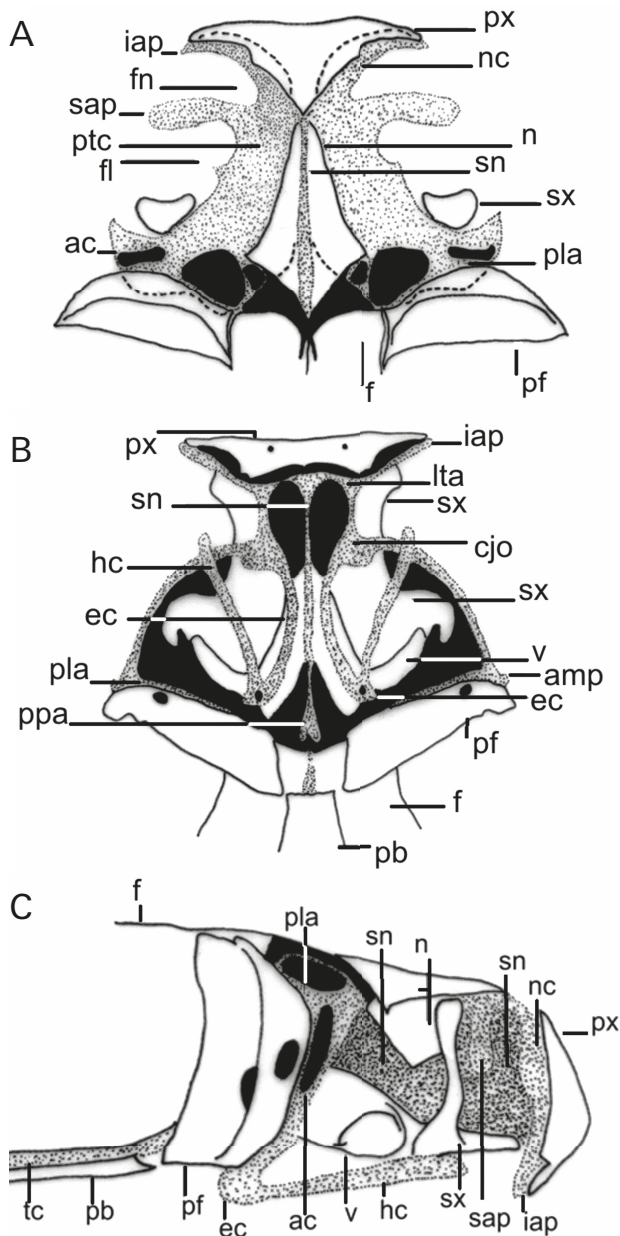 A
px
iap
nc
fn
sap
ptc
n
fl
sn
sx
ac
pla
f
pf
B
px
iap
lta
sn
sx
cjo
hc
sx
ec
v
pla
amp
ec
ppa
pf
f
pb
C
f
pla
sn
n
sn
nc
px
tc
pb
pf
ec
ac
v
hc
sx
sap
iap